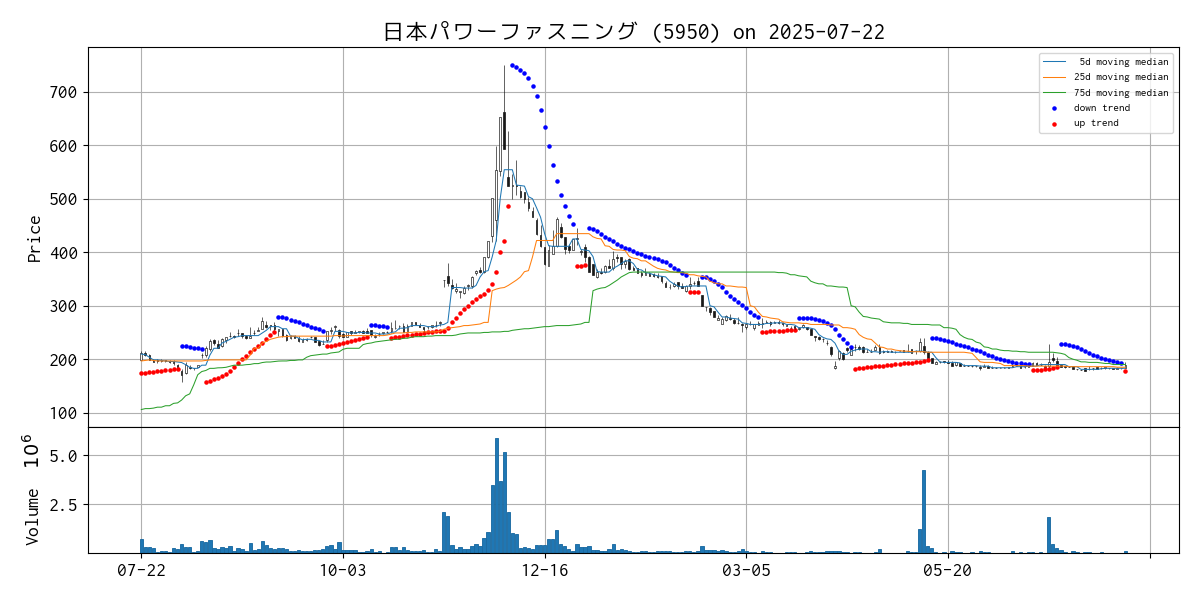 日本パワーファスニング (5950) on 2025-07-22
5d moving median
25d moving median
75d moving median
down trend
up trend
Price
700
600
500
400
300
200
100
Volume 10^6
5.0
2.5
07-22
10-03
12-16
03-05
05-20